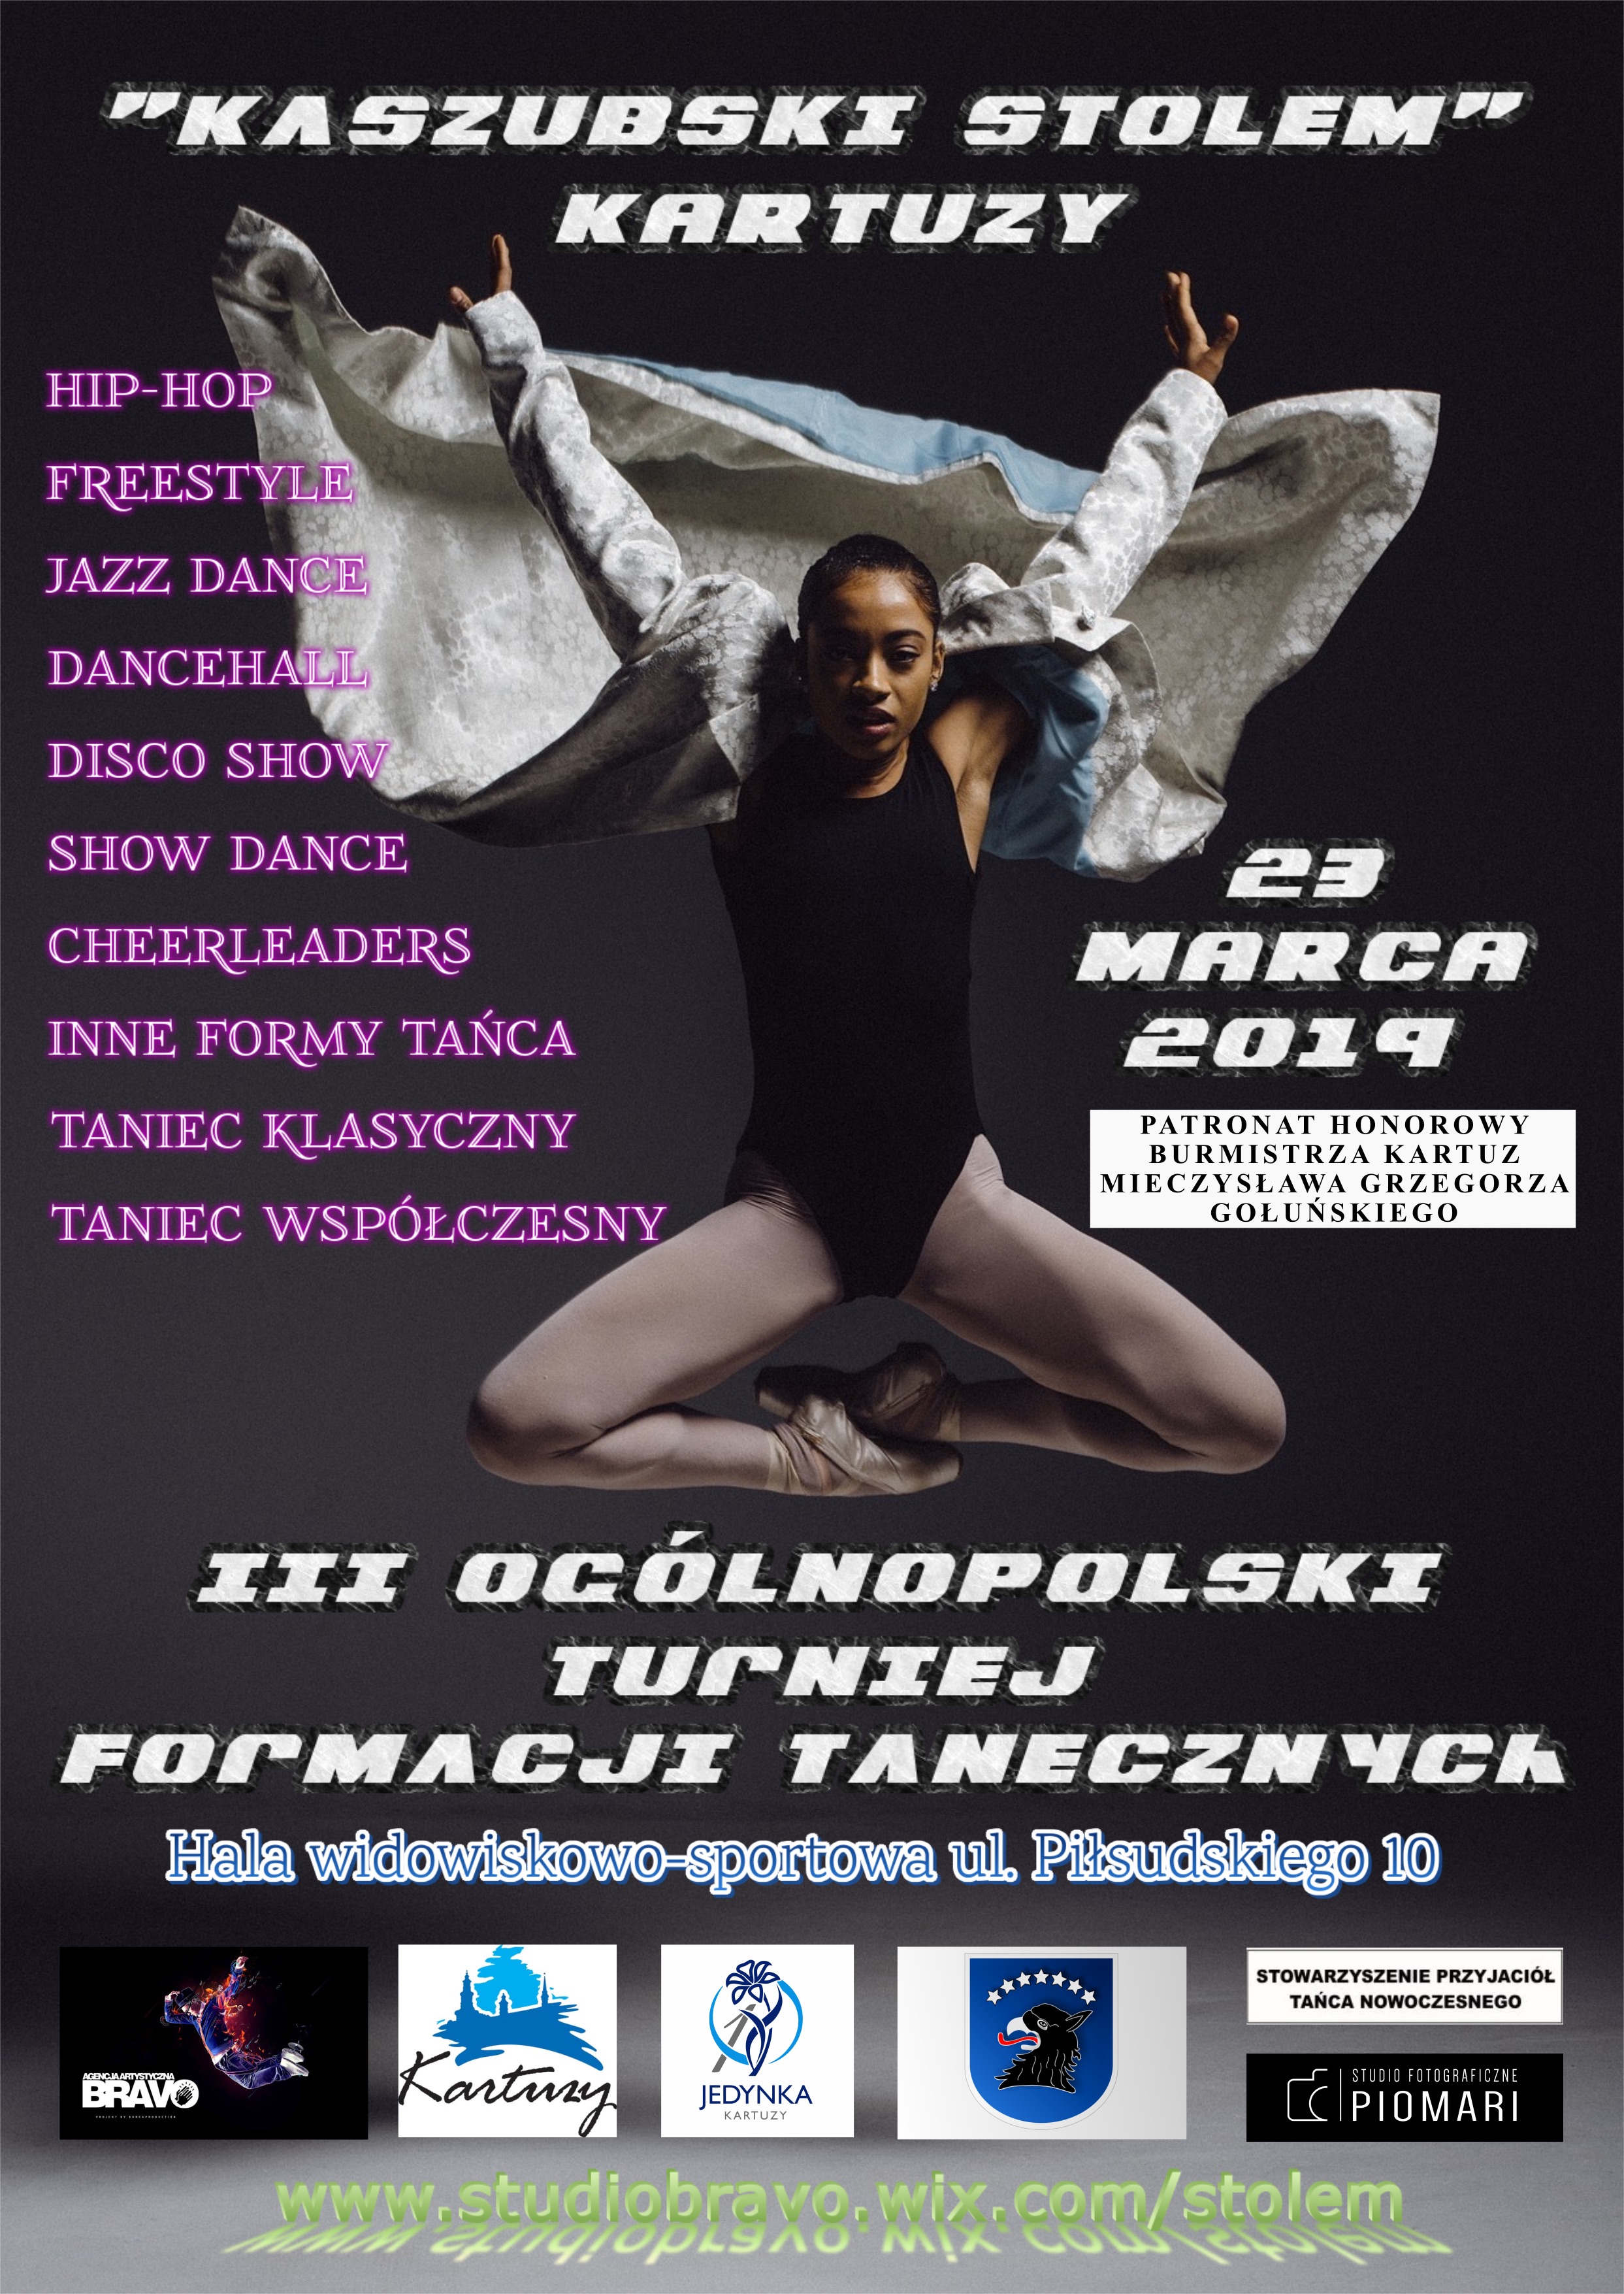 "KASZUBSKI STOLEM"
KARTUZY
HIP-HOP
FREESTYLE
JAZZ DANCE
DANCEHALL
DISCO SHOW
SHOW DANCE
CHEERLEADERS
INNE FORMY TAŃCA
TANIEC KLASYCZNY
TANIEC WSPÓŁCZESNY
23
MARCA
2019
PATRONAT HONOROWY
BURMISTRZA KARTUZ
MIECZYSŁAWA GRZEGORZA
GOŁUŃSKIEGO
III OGÓLNOPOLSKI
TURNIEJ
FORMACJI TANECZNYCH
Hala widowiskowo-sportowa ul. Piłsudskiego 10
AGENCJA ARTYSTYCZNA
BRAVO
Kartuzy
JEDYNKA
KARTUZY
STOWARZYSZENIE PRZYJACIÓŁ
TAŃCA NOWOCZESNEGO
STUDIO FOTOGRAFICZNE
PIOMARI
www.studiobravo.wix.com/stolem